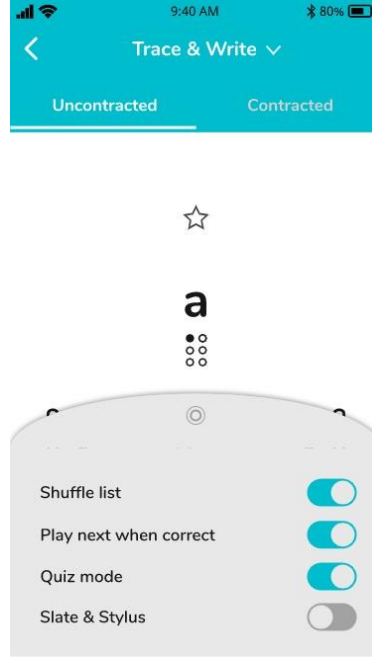 9:40 AM 80%
Trace & Write
Uncontracted Contracted
a
Shuffle list
Play next when correct
Quiz mode
Slate & Stylus